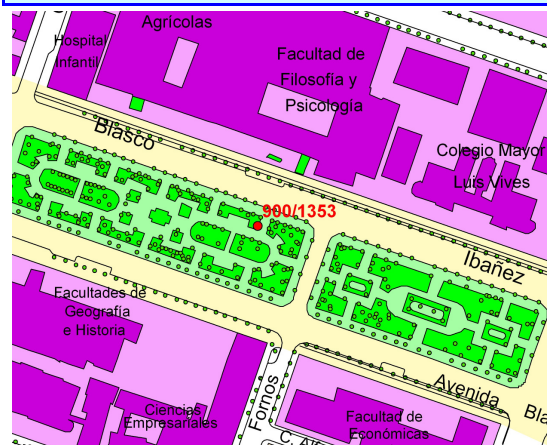 Agrícolas
Hospital
Infantil
Facultad de
Filosofía y
Psicología
Blasco
Colegio Mayor
Luis Vives
900/1353
Ibañez
Facultades de
Geografía
e Historia
Avenida
Ciencias
Empresariales
Fornos
Facultad de
Económicas